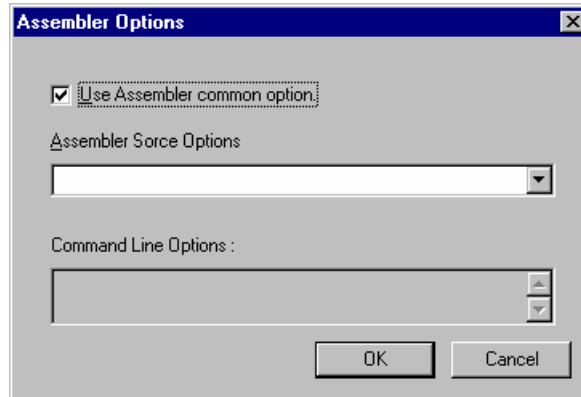 Assembler Options
Use Assembler common option.
Assembler Sorce Options
Command Line Options :
OK
Cancel